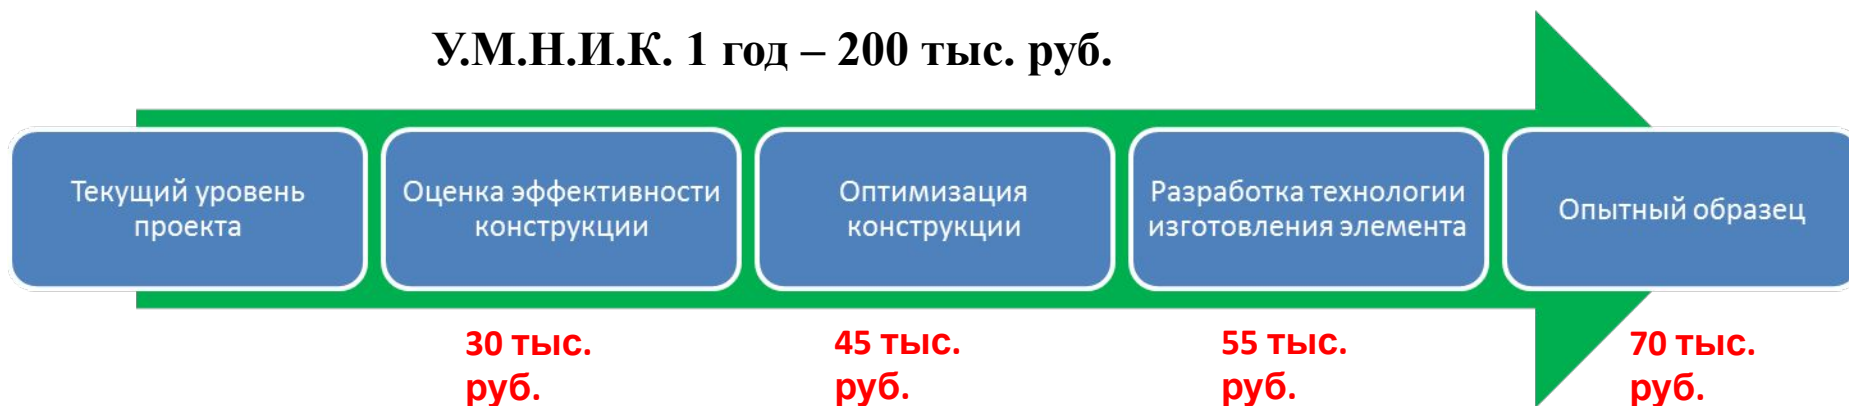 У.М.Н.И.К. 1 год – 200 тыс. руб.
Текущий уровень
проекта
Оценка эффективности
конструкции
Оптимизация
конструкции
Разработка технологии
изготовления элемента
Опытный образец
30 тыс.
руб.
45 тыс.
руб.
55 тыс.
руб.
70 тыс.
руб.